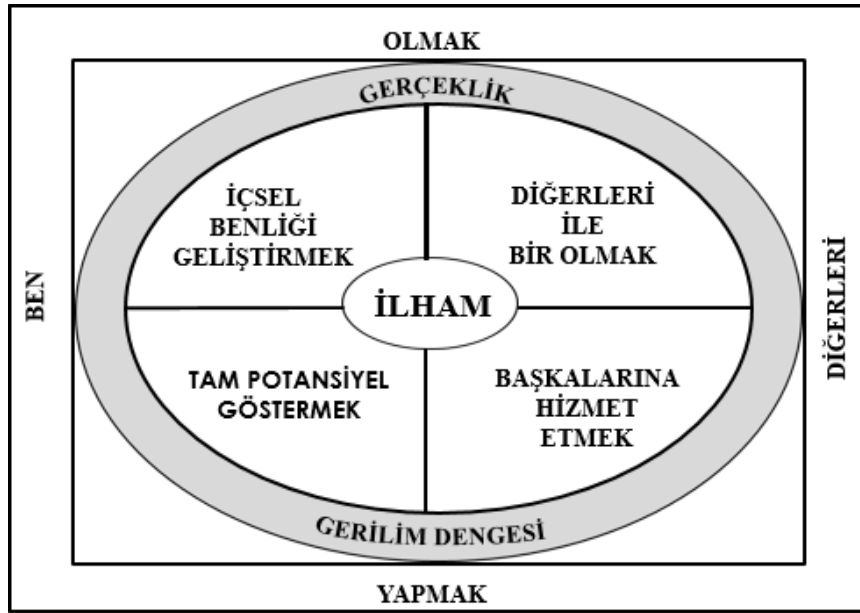 OLMAK
GERÇEKLİK
İÇSEL
BENLİĞİ
GELİŞTİRMEK
DİĞERLERİ
İLE
BİR OLMAK
BEN
İLHAM
DİĞERLERİ
TAM POTANSİYEL
GÖSTERMEK
BAŞKALARINA
HİZMET
ETMEK
GERİLIM DENGESİ
YAPMAK